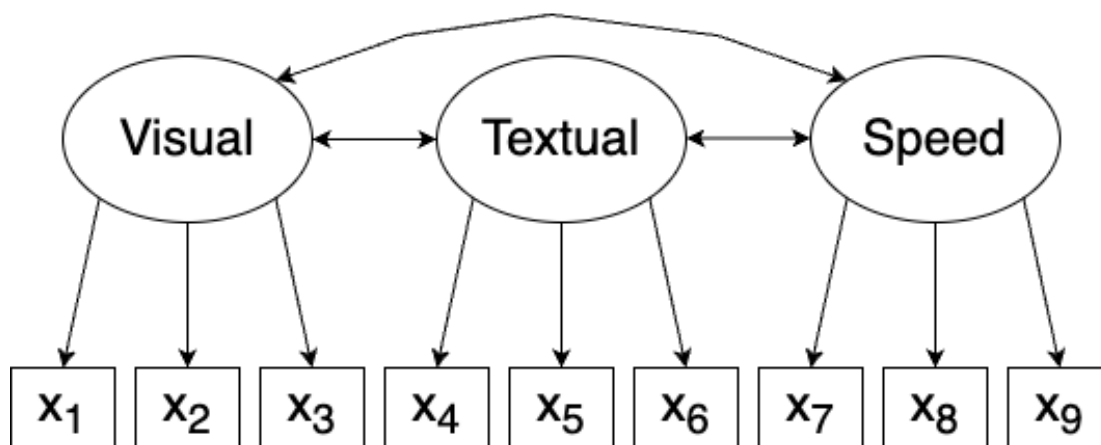 Visual Textual Speed
x₁ x₂ x₃ x₄ x₅ x₆ x₇ x₈ x₉